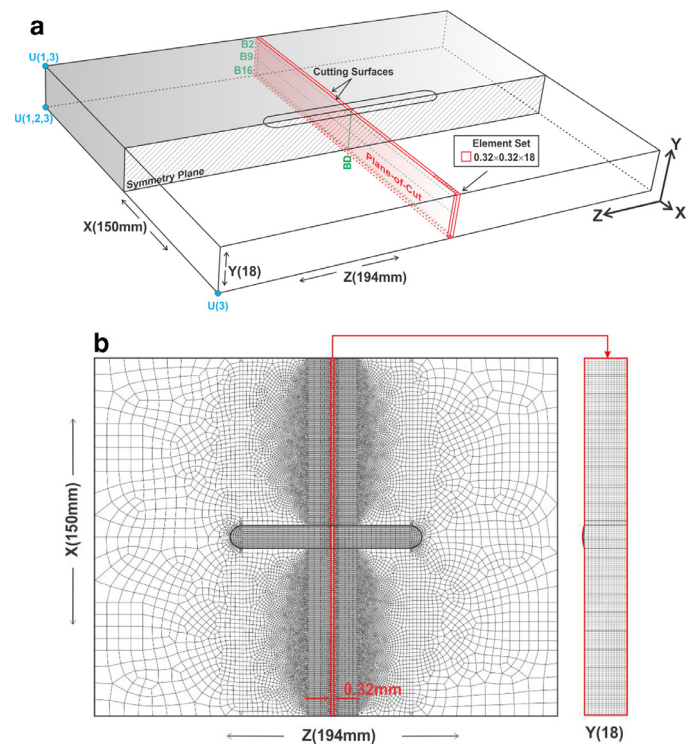 a
U(1,3)
B2
B9
B16
Cutting Surfaces
U(1,2,3)
Element Set
0.32×0.32×18
BD
Plane-of-Cut
Symmetry Plane
X(150mm)
Y(18)
Z(194mm)
U(3)
Y
Z
X
b
X(150mm)
0.32mm
Z(194mm)
Y(18)